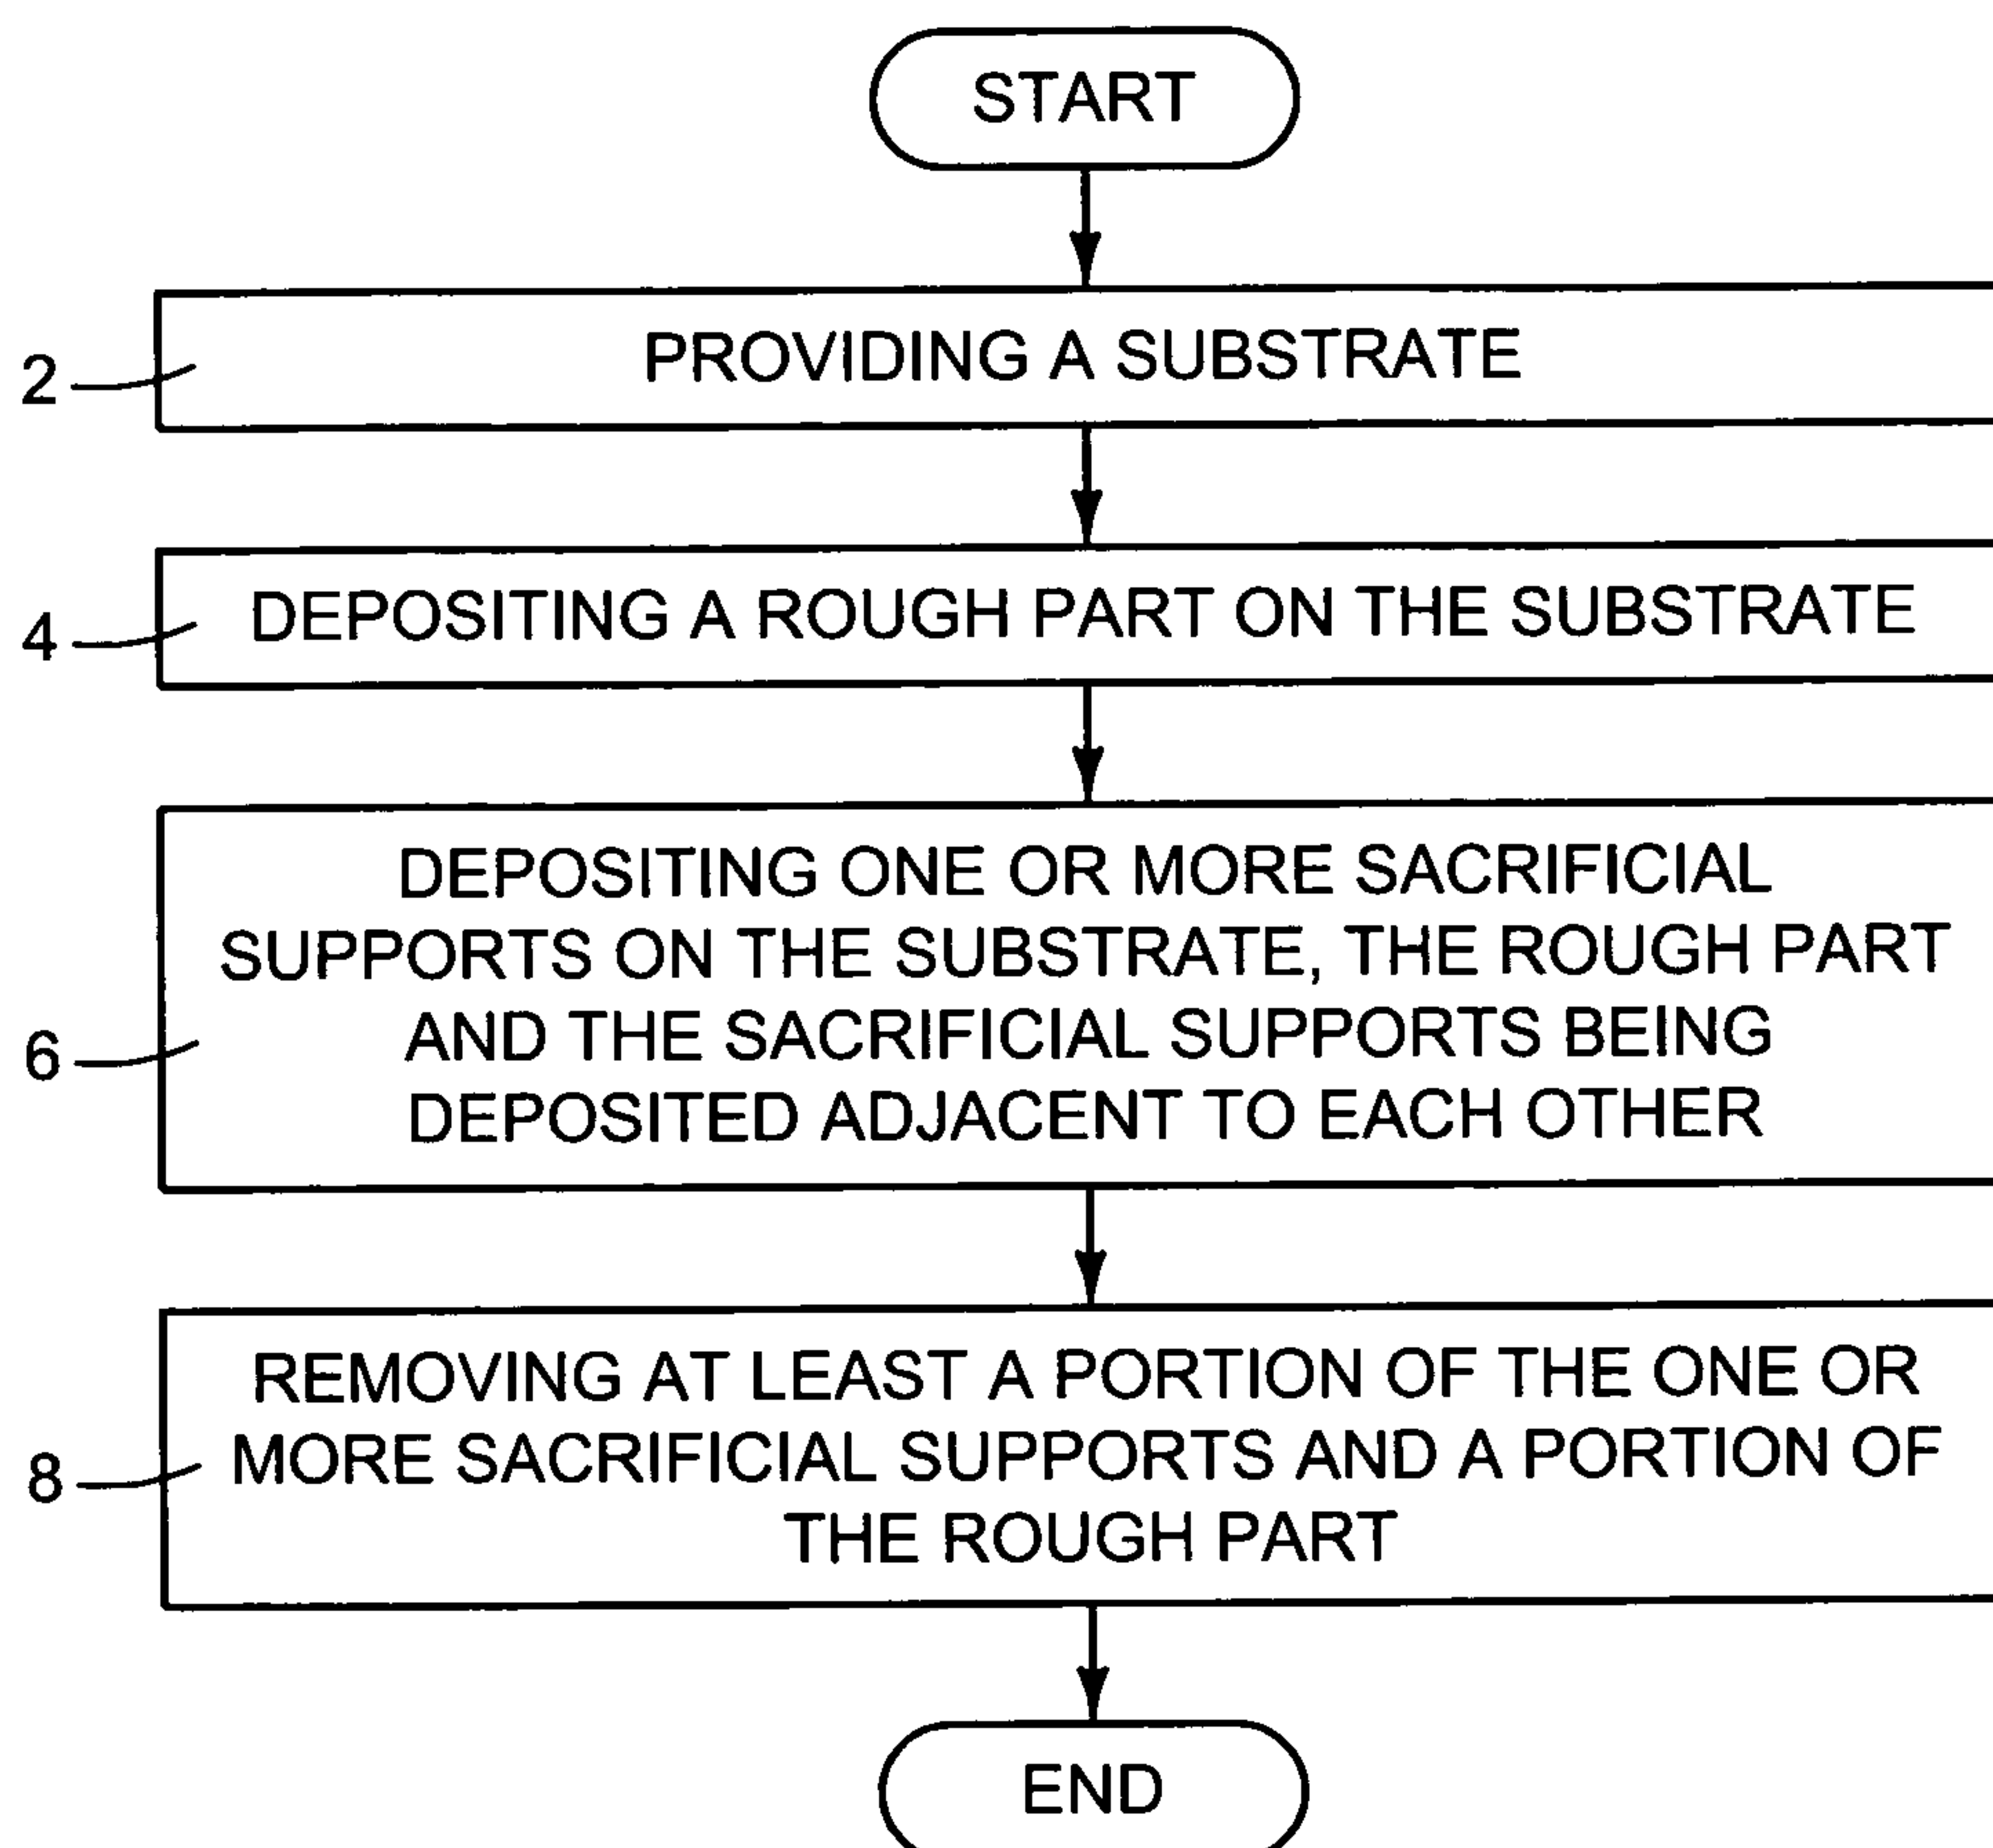 START
2
PROVIDING A SUBSTRATE
4
DEPOSITING A ROUGH PART ON THE SUBSTRATE
6
DEPOSITING ONE OR MORE SACRIFICIAL
SUPPORTS ON THE SUBSTRATE, THE ROUGH PART
AND THE SACRIFICIAL SUPPORTS BEING
DEPOSITED ADJACENT TO EACH OTHER
8
REMOVING AT LEAST A PORTION OF THE ONE OR
MORE SACRIFICIAL SUPPORTS AND A PORTION OF
THE ROUGH PART
END